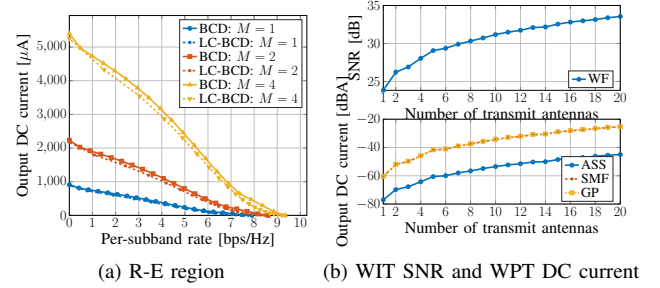 Output DC current [µA]
5,000
4,000
3,000
2,000
1,000
0
BCD: M = 1
LC-BCD: M = 1
BCD: M = 2
LC-BCD: M = 2
BCD: M = 4
LC-BCD: M = 4
0 1 2 3 4 5 6 7 8 9 10
Per-subband rate [bps/Hz]
(a) R-E region
SNR [dB]
35
30
25
WF
1 2 4 6 8 10 12 14 16 18 20
Number of transmit antennas
Output DC current [dBA]
−20
−40
−60
−80
ASS
SMF
GP
1 2 4 6 8 10 12 14 16 18 20
Number of transmit antennas
(b) WIT SNR and WPT DC current